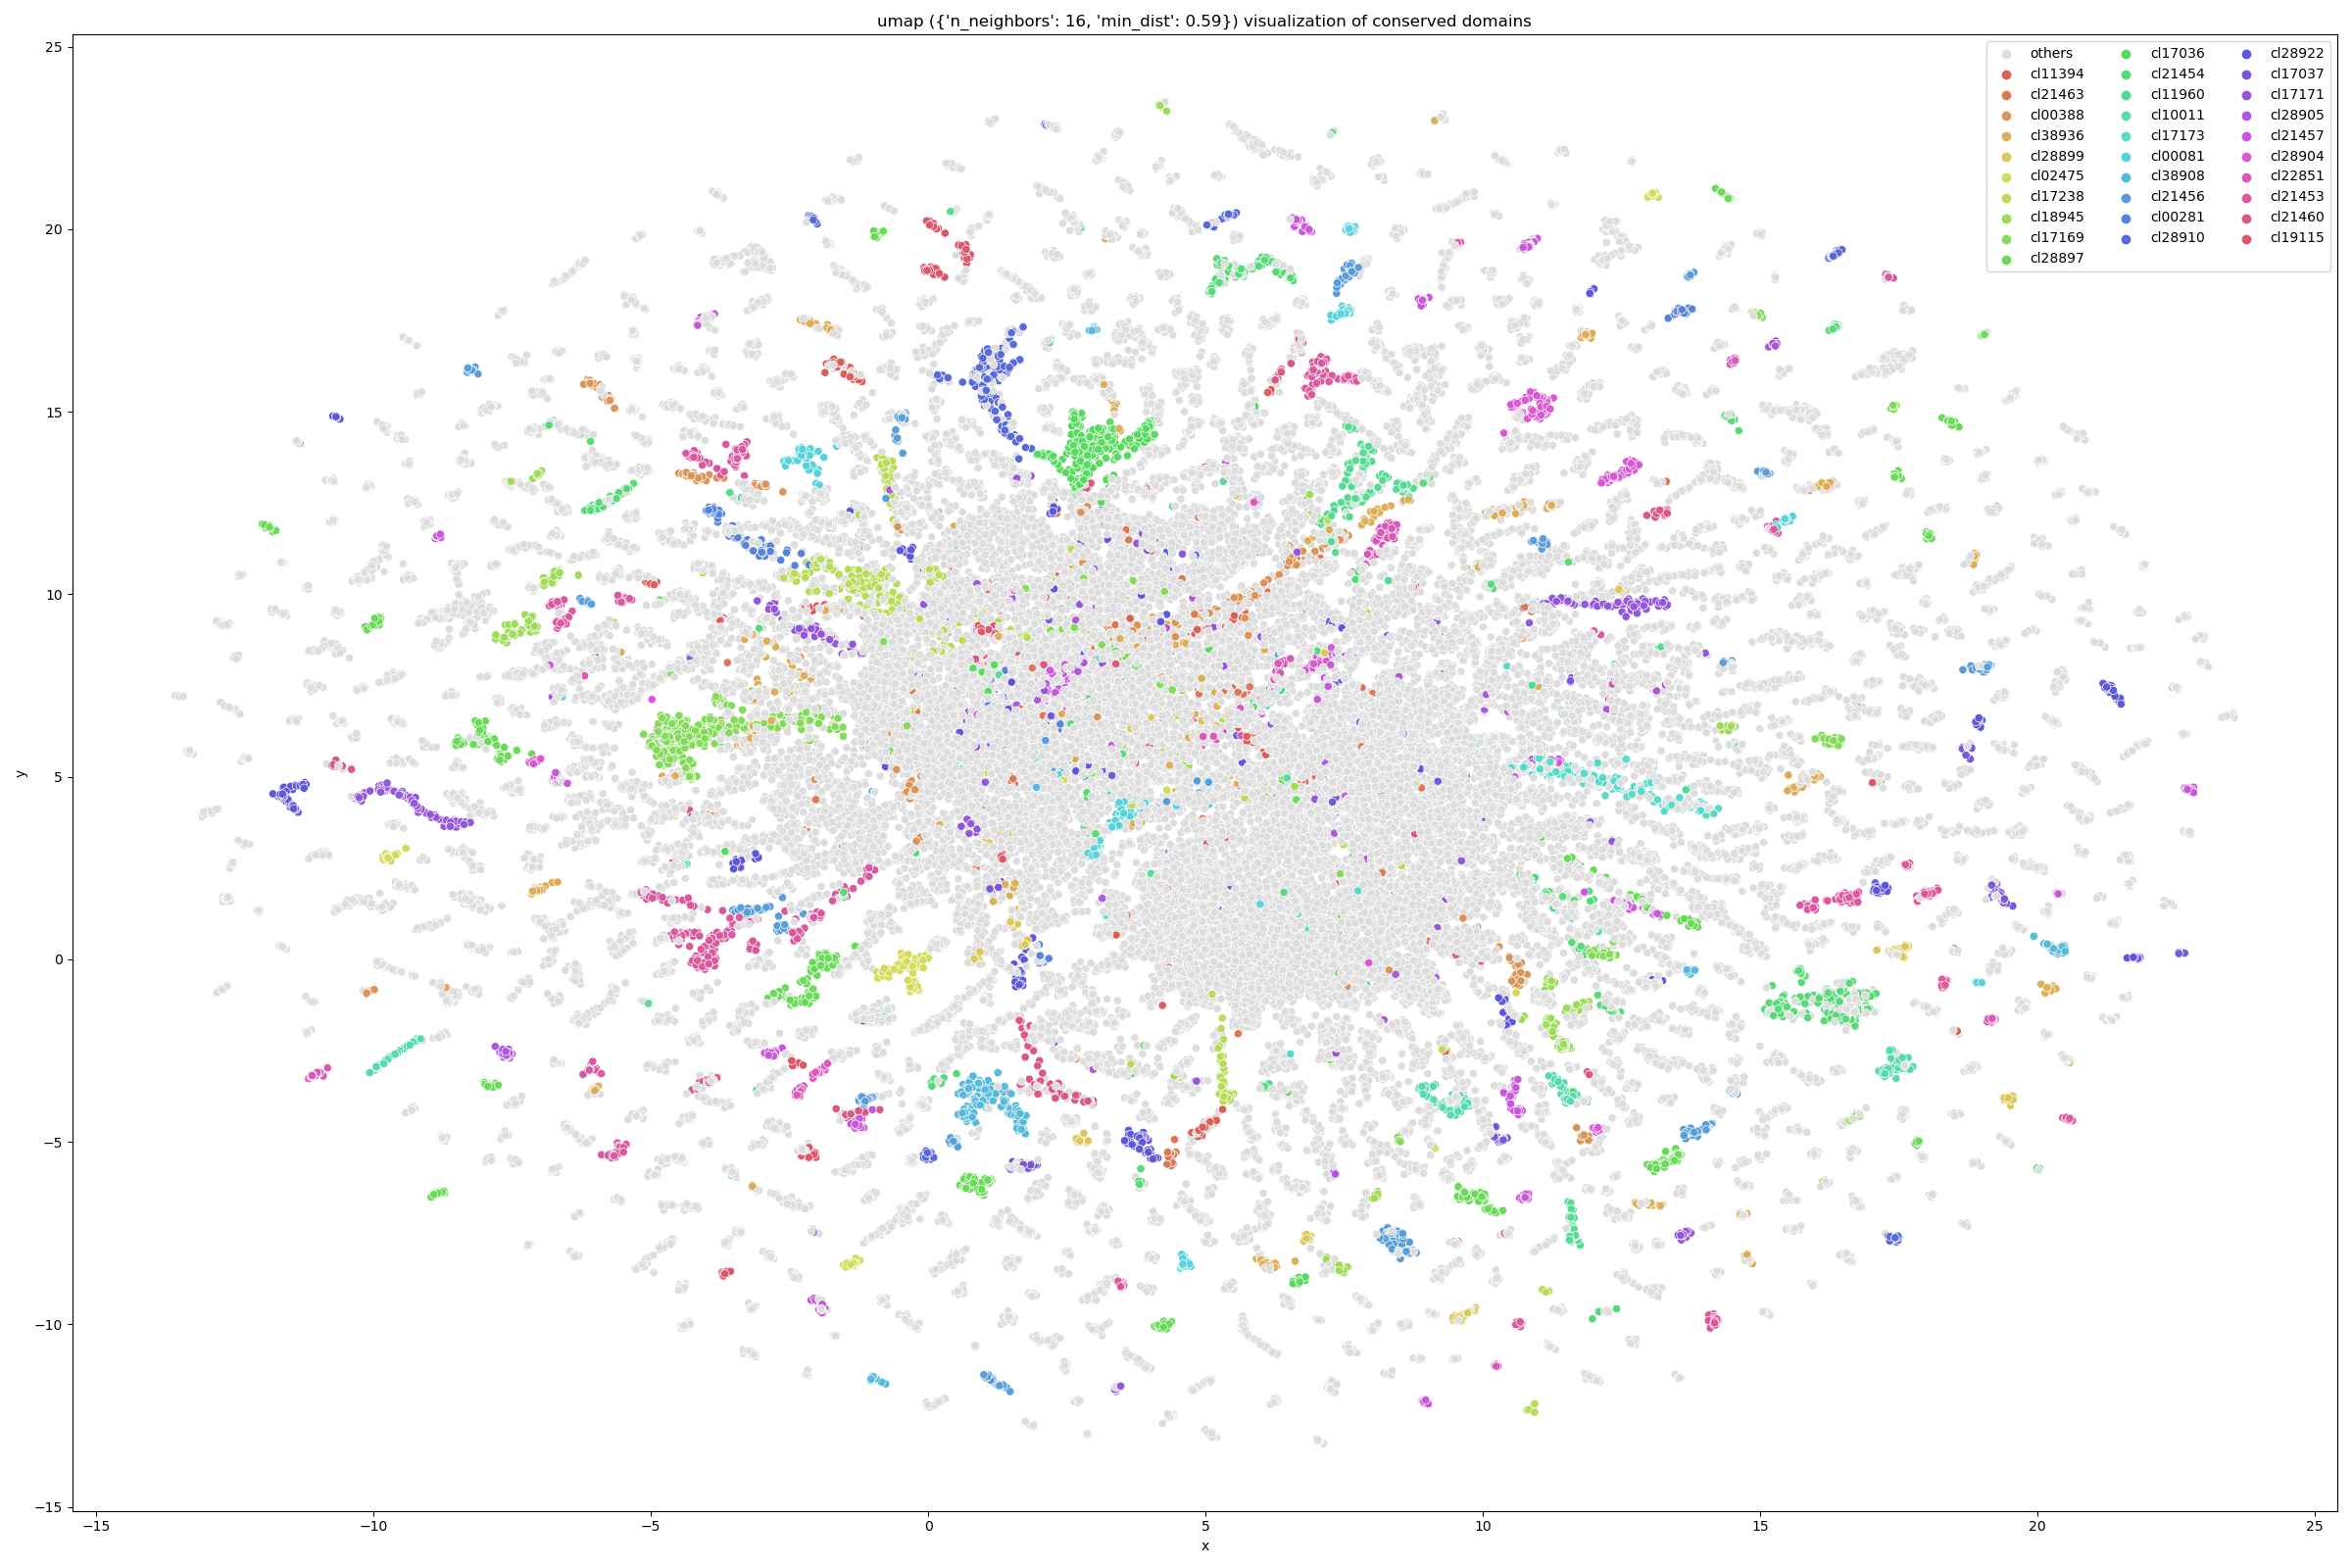 umap ({'n_neighbors': 16, 'min_dist': 0.59}) visualization of conserved domains
y
25
20
15
10
5
0
−5
−10
−15
−15
−10
−5
0
5
10
15
20
25
x
others
cl11394
cl21463
cl00388
cl38936
cl28899
cl02475
cl17238
cl18945
cl17169
cl28897
cl17036
cl21454
cl11960
cl10011
cl17173
cl00081
cl38908
cl21456
cl00281
cl28910
cl28922
cl17037
cl17171
cl28905
cl21457
cl28904
cl22851
cl21453
cl21460
cl19115